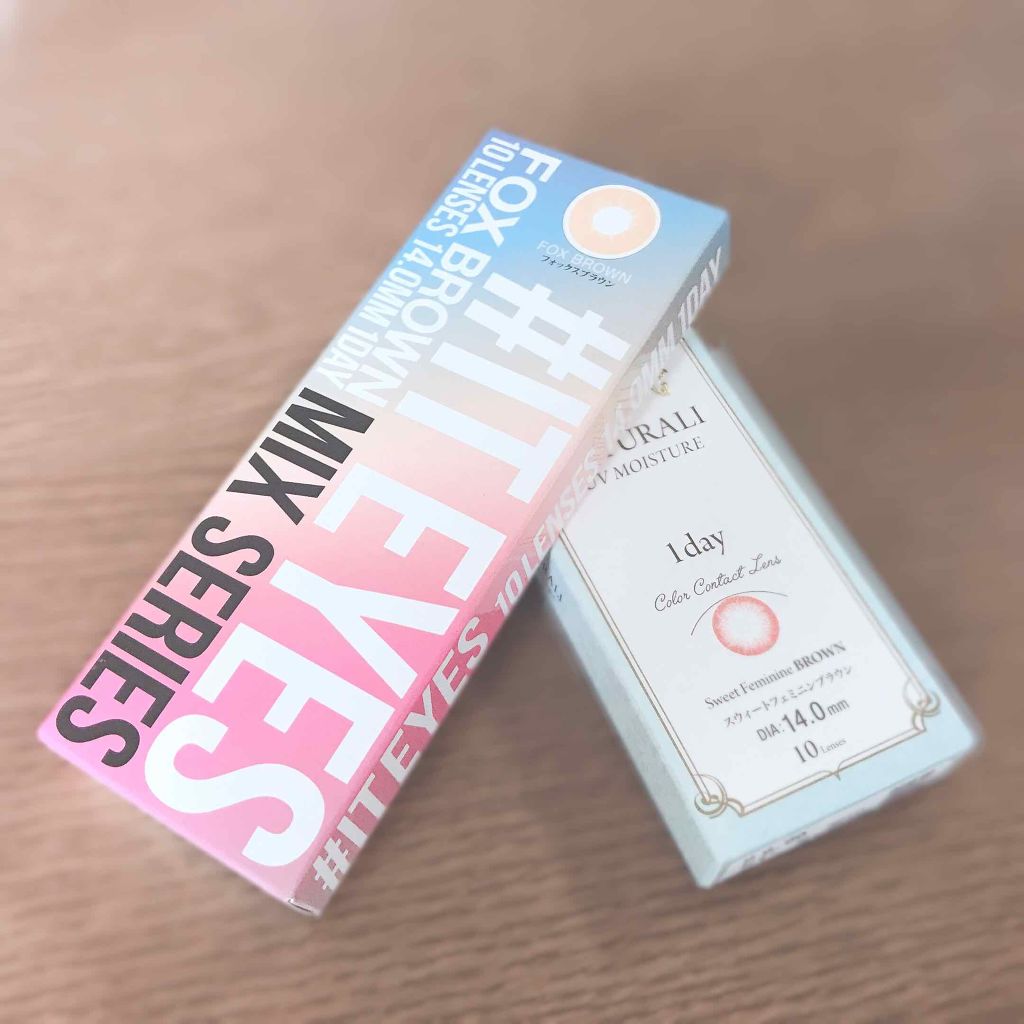 FOX BROWN
10 LENSES 14.0MM 1DAY
#ITEYES
MIX SERIES
FOX BROWN
フォックスブラウン
#ITEYES 10 LENSES 14.0MM 1DAY
UV MOISTURE
1day
Color Contact Lens
Sweet Feminine BROWN
スウィートフェミニンブラウン
DIA:14.0mm
10 Lenses